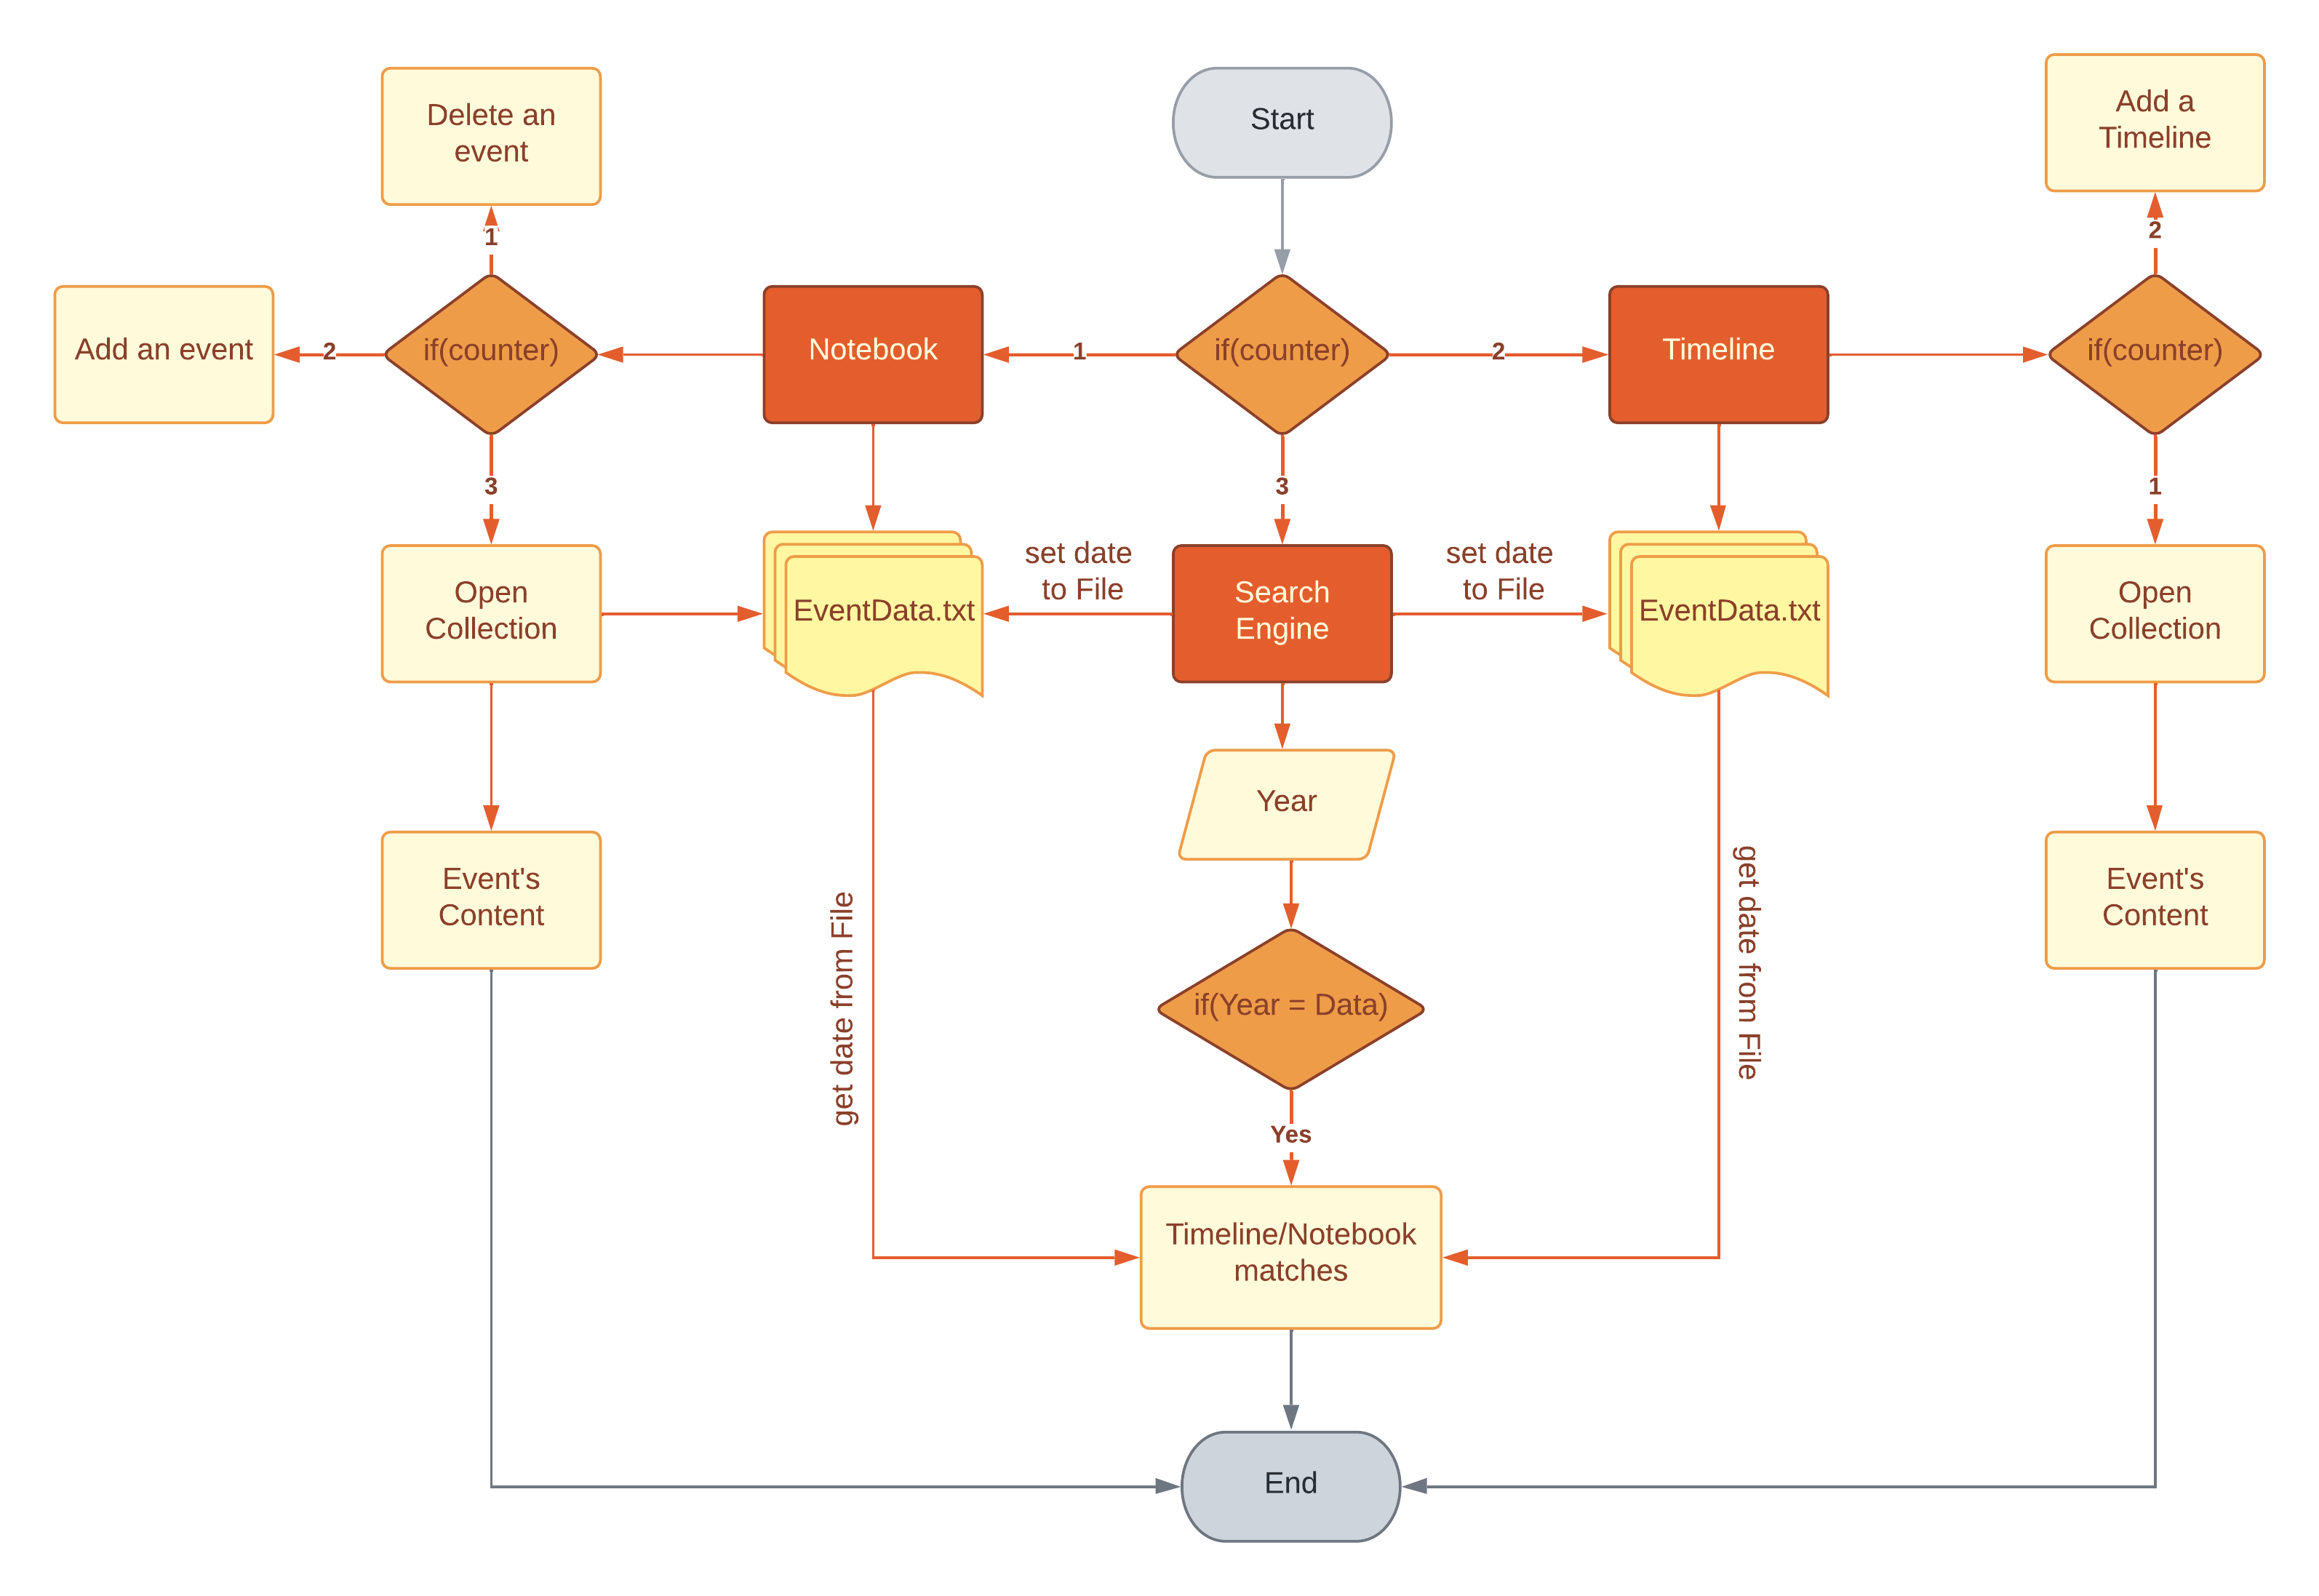 Delete an
event
Start
Add a
Timeline
1
2
Add an event
2
if(counter)
Notebook
1
if(counter)
2
Timeline
if(counter)
3
3
1
Open
Collection
EventData.txt
set date
to File
Search
Engine
set date
to File
EventData.txt
Open
Collection
Year
Event's
Content
get date from File
if(Year = Data)
get date from File
Event's
Content
Yes
Timeline/Notebook
matches
End